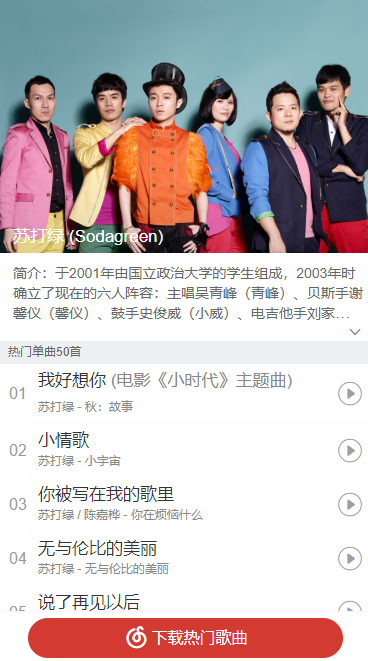 苏打绿 (Sodagreen)
简介：于2001年由国立政治大学的学生组成，2003年时
确立了现在的六人阵容：主唱吴青峰（青峰）、贝斯手谢
馨仪（馨仪）、鼓手史俊威（小威）、电吉他手刘家…
热门单曲50首
01
我好想你 (电影《小时代》主题曲)
苏打绿 - 秋：故事
02
小情歌
苏打绿 - 小宇宙
03
你被写在我的歌里
苏打绿 / 陈嘉桦 - 你在烦恼什么
04
无与伦比的美丽
苏打绿 - 无与伦比的美丽
05
说了再见以后
下载热门歌曲